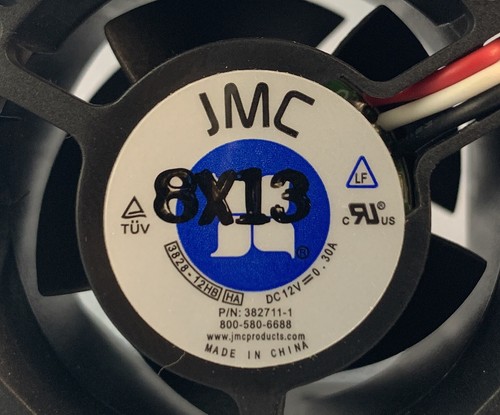 JMC
8X13
LF
TÜV
c RU ® US
®
3828-12HB HA
DC12V⎓0.30A
P/N: 382711-1
800-580-6688
www.jmcproducts.com
MADE IN CHINA